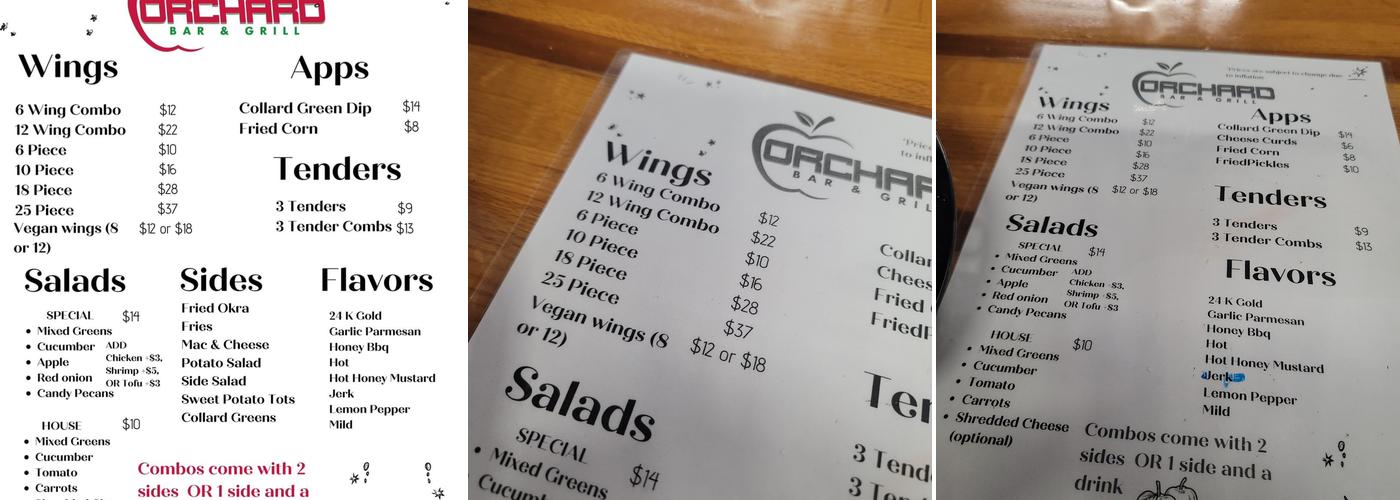 ORCHARD
BAR & GRILL
Wings
6 Wing Combo $12
12 Wing Combo $22
6 Piece $10
10 Piece $16
18 Piece $28
25 Piece $37
Vegan wings (8 $12 or $18
or 12)
Apps
Collard Green Dip $14
Fried Corn $8
Tenders
3 Tenders $9
3 Tender Combs $13
Salads
SPECIAL $14
• Mixed Greens
• Cucumber
• Apple
• Red onion
• Candy Pecans
ADD
Chicken +$3,
Shrimp +$5,
OR Tofu +$3
HOUSE $10
• Mixed Greens
• Cucumber
• Tomato
• Carrots
Sides
Fried Okra
Fries
Mac & Cheese
Potato Salad
Side Salad
Sweet Potato Tots
Collard Greens
Flavors
24 K Gold
Garlic Parmesan
Honey Bbq
Hot
Hot Honey Mustard
Jerk
Lemon Pepper
Mild
Combos come with 2
sides OR 1 side and a
ORCHAR
BAR & GRIL
Wings
6 Wing Combo $12
12 Wing Combo $22
6 Piece $10
10 Piece $16
18 Piece $28
25 Piece $37
Vegan wings (8 $12 or $18
or 12)
Collar
Chees
Fried
FriedP
Salads
SPECIAL $14
• Mixed Greens
Cucum
Ter
3 Tend
3 Ten
*Prices are subject to change due
to inflation
ORCHARD
BAR & GRILL
Wings
6 Wing Combo $12
12 Wing Combo $22
6 Piece $10
10 Piece $16
18 Piece $28
25 Piece $37
Vegan wings (8 $12 or $18
or 12)
Apps
Collard Green Dip $14
Cheese Curds $6
Fried Corn $8
FriedPickles $10
Tenders
3 Tenders $9
3 Tender Combs $13
Salads
SPECIAL $14
• Mixed Greens
• Cucumber
• Apple
• Red onion
• Candy Pecans
ADD
Chicken +$3,
Shrimp +$5,
OR Tofu +$3
HOUSE $10
• Mixed Greens
• Cucumber
• Tomato
• Carrots
• Shredded Cheese
(optional)
Flavors
24 K Gold
Garlic Parmesan
Honey Bbq
Hot
Hot Honey Mustard
Jerk
Lemon Pepper
Mild
Combos come with 2
sides OR 1 side and a
drink